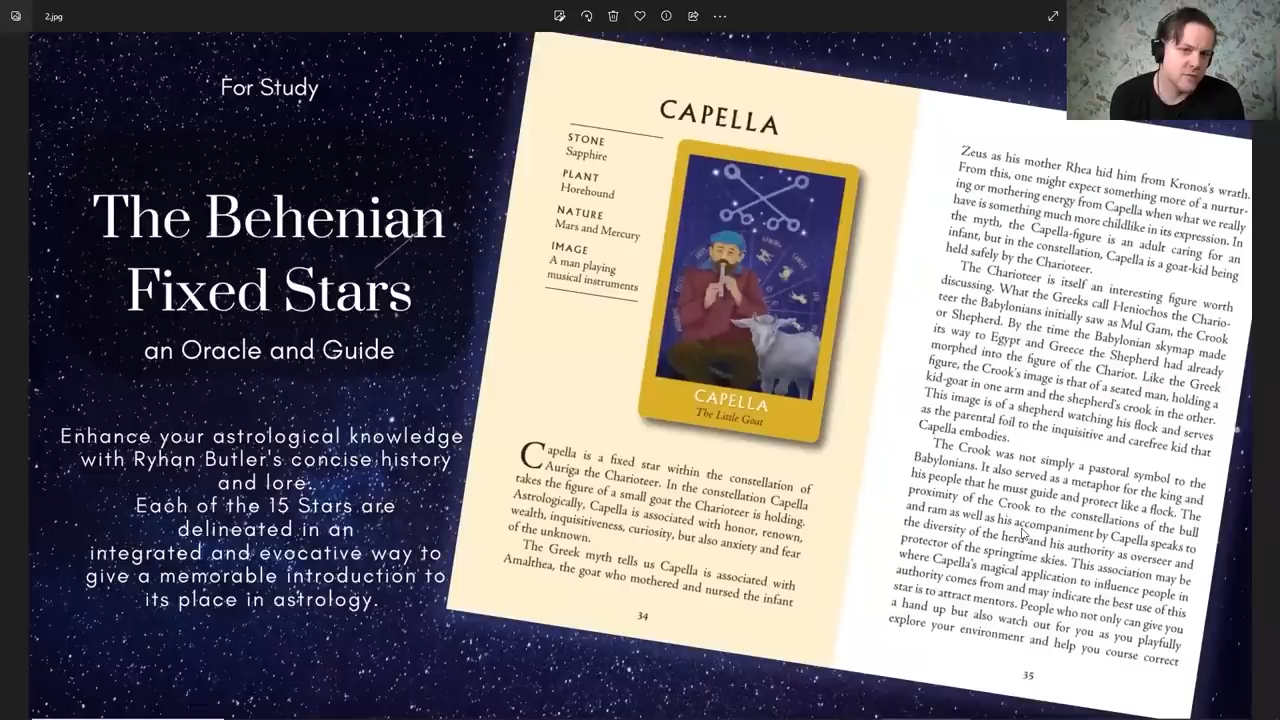 2.jpg
For Study
The Behenian
Fixed Stars
an Oracle and Guide
Enhance your astrological knowledge
with Ryhan Butler's concise history
and lore.
Each of the 15 Stars are
delineated in an
integrated and evocative way to
give a memorable introduction to
its place in astrology.
CAPELLA
STONE
Sapphire
PLANT
Horehound
NATURE
Mars and Mercury
IMAGE
A man playing
musical instruments
CAPELLA
The Little Goat
Capella is a fixed star within the constellation of
Auriga the Charioteer. In the constellation Capella
takes the figure of a small goat the Charioteer is holding.
Astrologically, Capella is associated with honor, renown,
wealth, inquisitiveness, curiosity, but also anxiety and fear
of the unknown.
The Greek myth tells us Capella is associated with
Amalthea, the goat who mothered and nursed the infant
34
Zeus as his mother Rhea hid him from Kronos's wrath.
From this, one might expect something more of a nurtur-
ing or mothering energy from Capella when what we really
have is something much more childlike in its expression. In
the myth, the Capella-figure is an adult caring for an
infant, but in the constellation, Capella is a goat-kid being
held safely by the Charioteer.
The Charioteer is itself an interesting figure worth
discussing. What the Greeks call Heniochos the Chario-
teer the Babylonians initially saw as Mul Gam, the Crook
or Shepherd. By the time the Babylonian skymap made
its way to Egypt and Greece the Shepherd had already
morphed into the figure of the Chariot. Like the Greek
figure, the Crook's image is that of a seated man, holding a
kid-goat in one arm and the shepherd's crook in the other.
This image is of a shepherd watching his flock and serves
as the parental foil to the inquisitive and carefree kid that
Capella embodies.
The Crook was not simply a pastoral symbol to the
Babylonians. It also served as a metaphor for the king and
his people that he must guide and protect like a flock. The
proximity of the Crook to the constellations of the bull
and ram as well as his accompaniment by Capella speaks to
the diversity of the herd and his authority as overseer and
protector of the springtime skies. This association may be
where Capella's magical application to influence people in
authority comes from and may indicate the best use of this
star is to attract mentors. People who not only can give you
a hand up but also watch out for you as you playfully
explore your environment and help you course correct
35